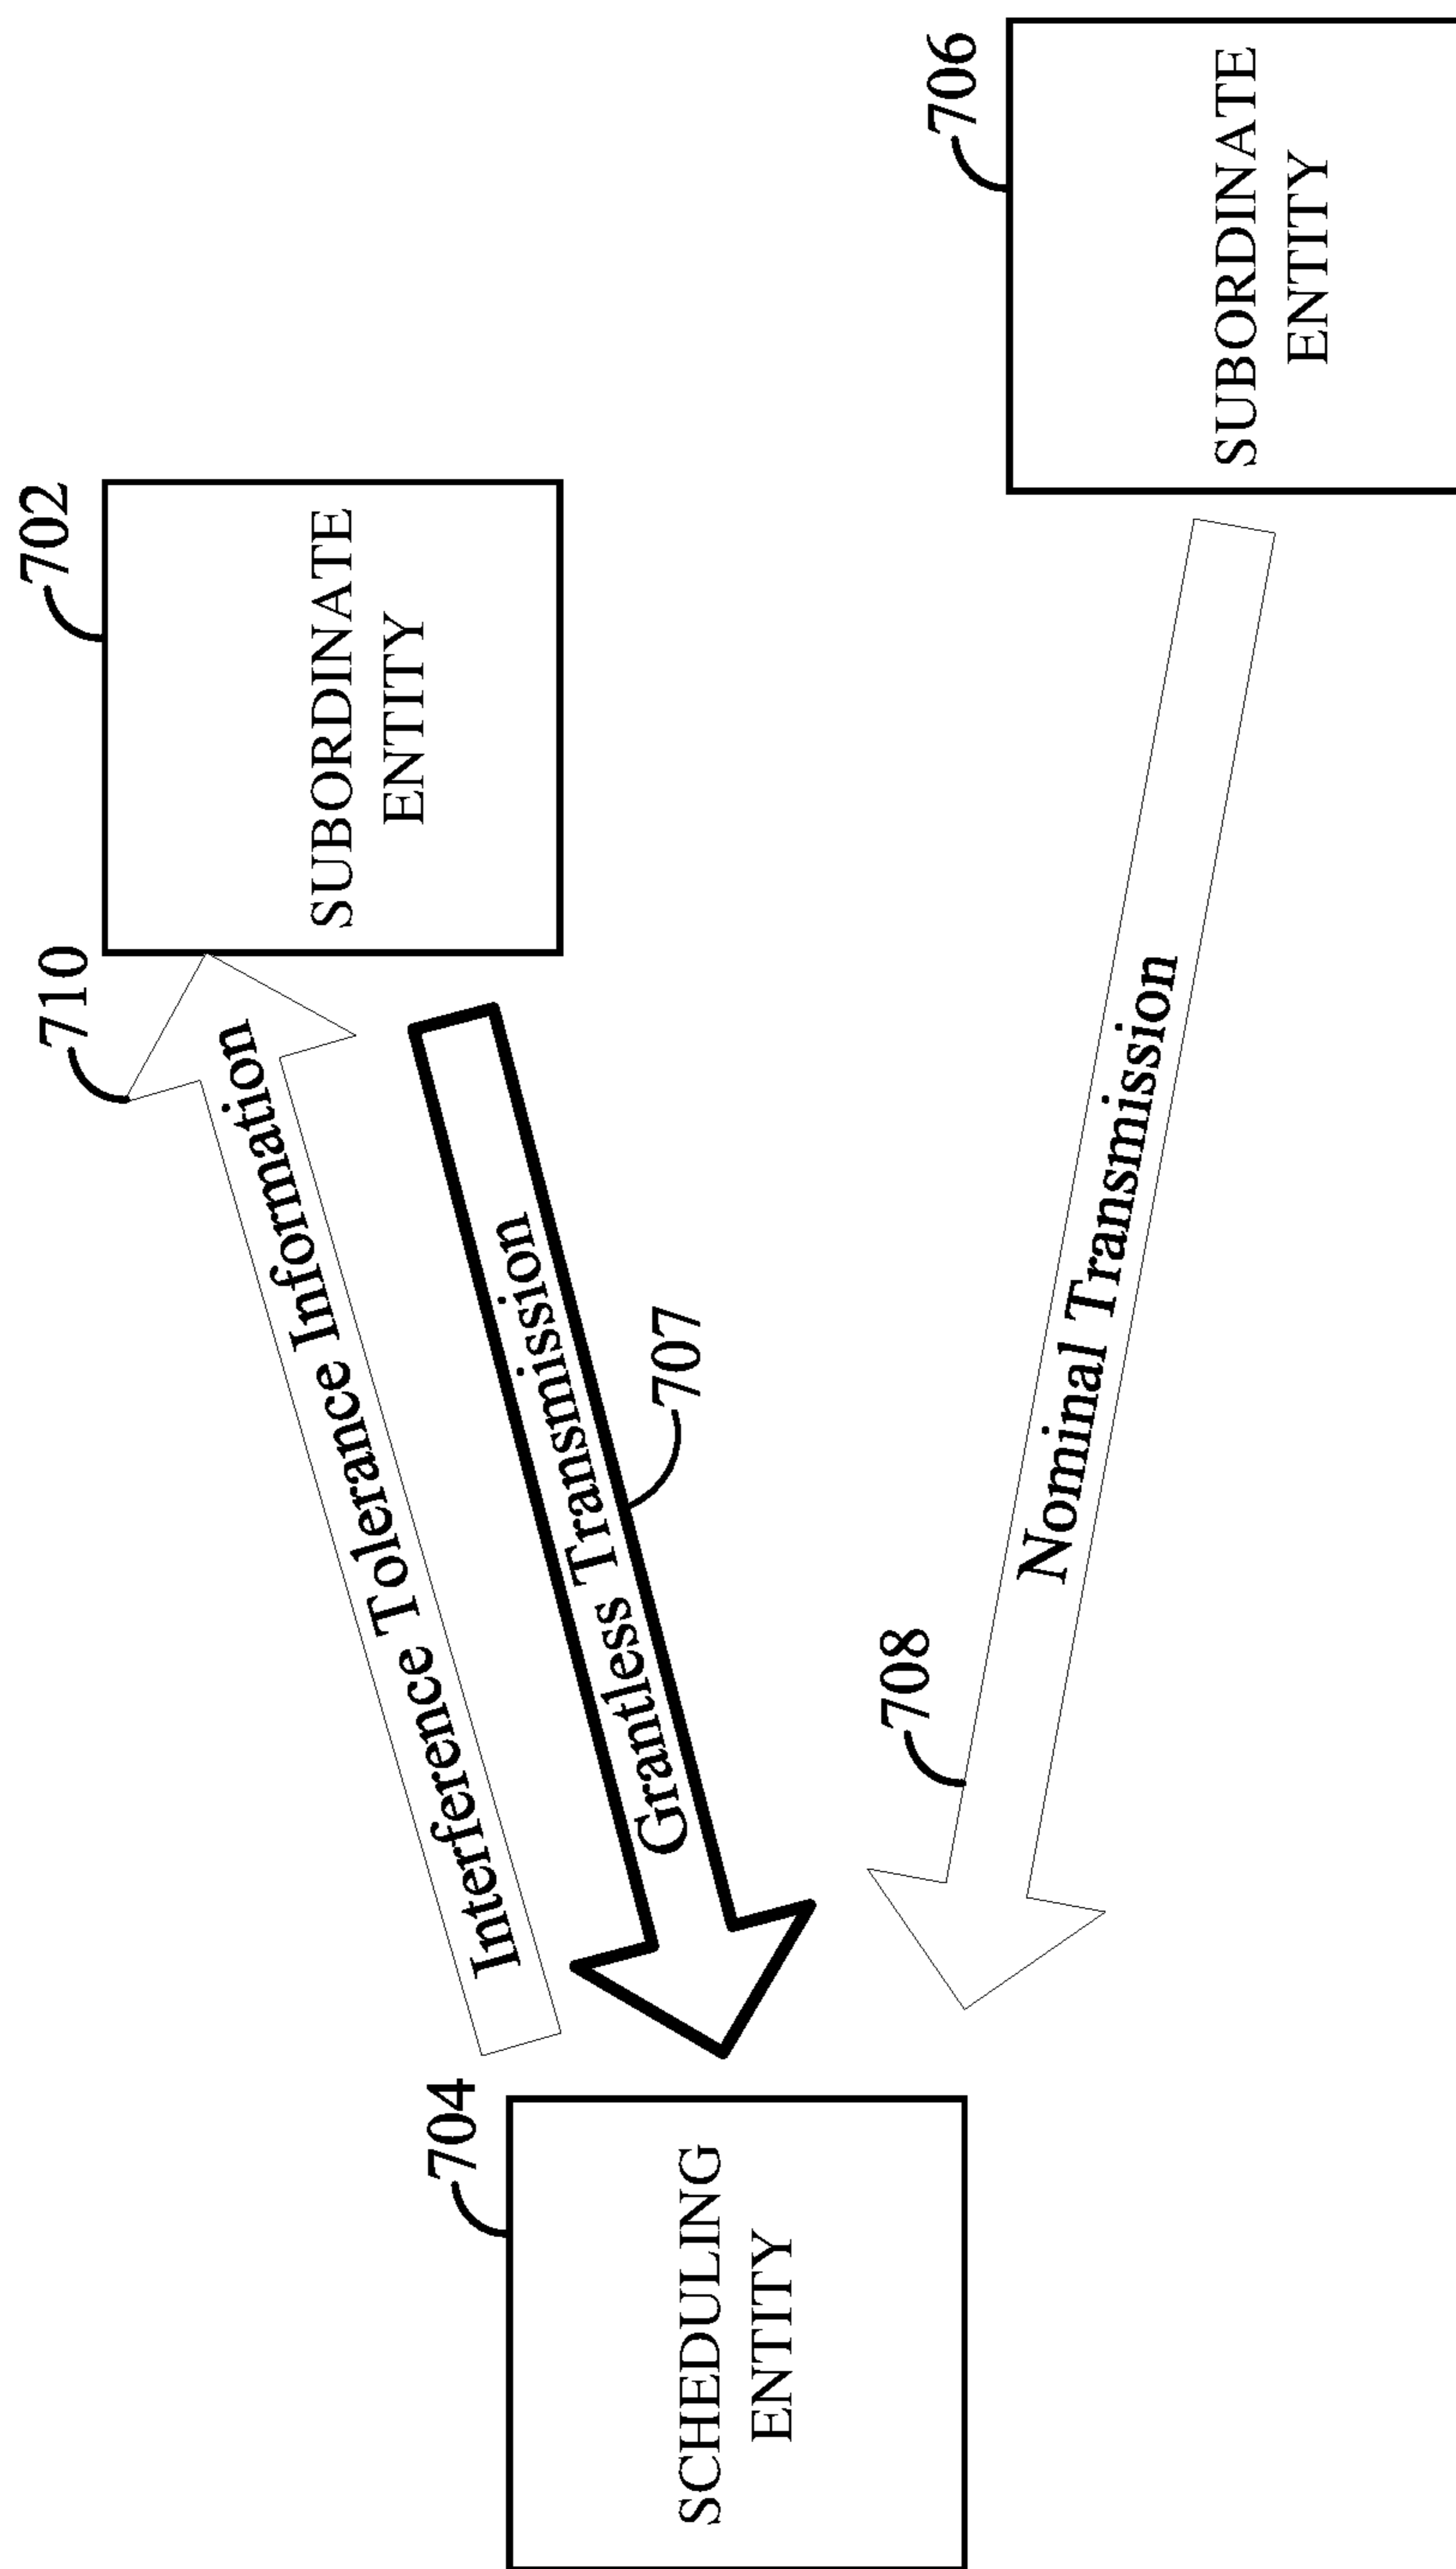 702
SUBORDINATE
ENTITY
710
Interference Tolerance Information
704
SCHEDULING
ENTITY
Grantless Transmission
707
708
Nominal Transmission
706
SUBORDINATE
ENTITY